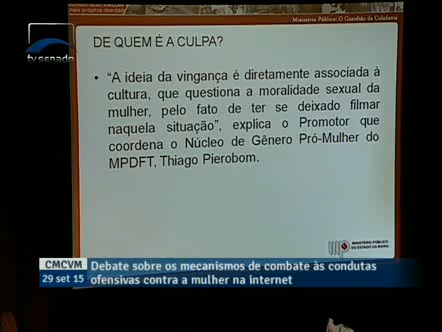 Ministério Público: O Guardião da Cidadania
tv senado
DE QUEM É A CULPA?
• "A ideia da vingança é diretamente associada à
cultura, que questiona a moralidade sexual da
mulher, pelo fato de ter se deixado filmar
naquela situação", explica o Promotor que
coordena o Núcleo de Gênero Pró-Mulher do
MPDFT, Thiago Pierobom.
MINISTÉRIO PÚBLICO
DO ESTADO DA BAHIA
CMCVM
Debate sobre os mecanismos de combate às condutas
29 set 15
ofensivas contra a mulher na internet